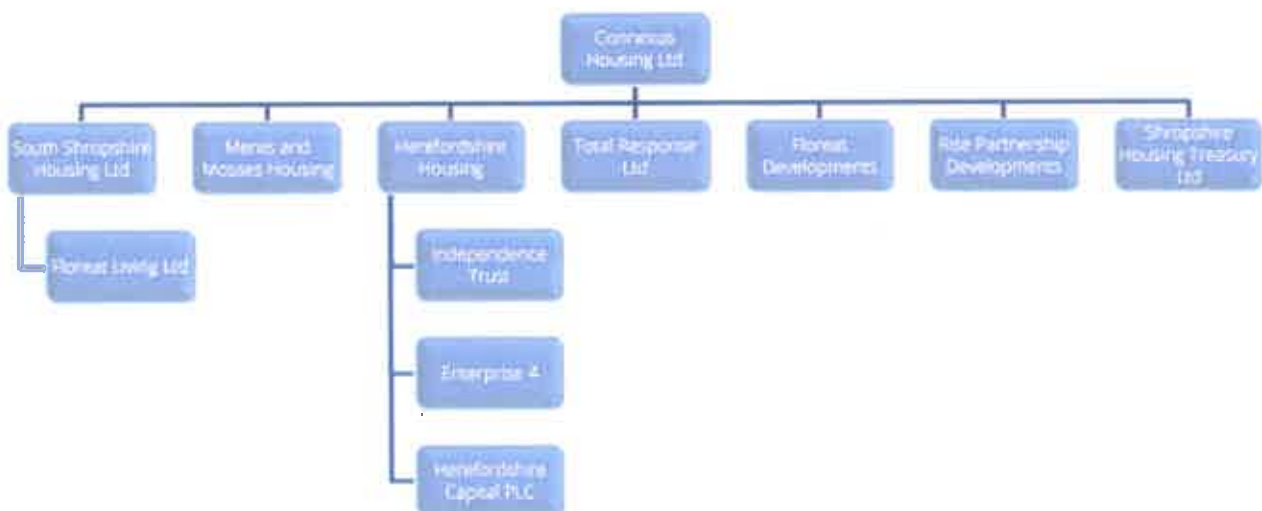 Connexus
Housing Ltd
South Shropshire
Housing Ltd
Meres and
Mosses Housing
Herefordshire
Housing
Total Response
Ltd
Floreat
Developments
Rise Partnership
Developments
Shropshire
Housing Treasury
Ltd
Floreat Living Ltd
Independence
Trust
Enterprise 4
Herefordshire
Capital PLC